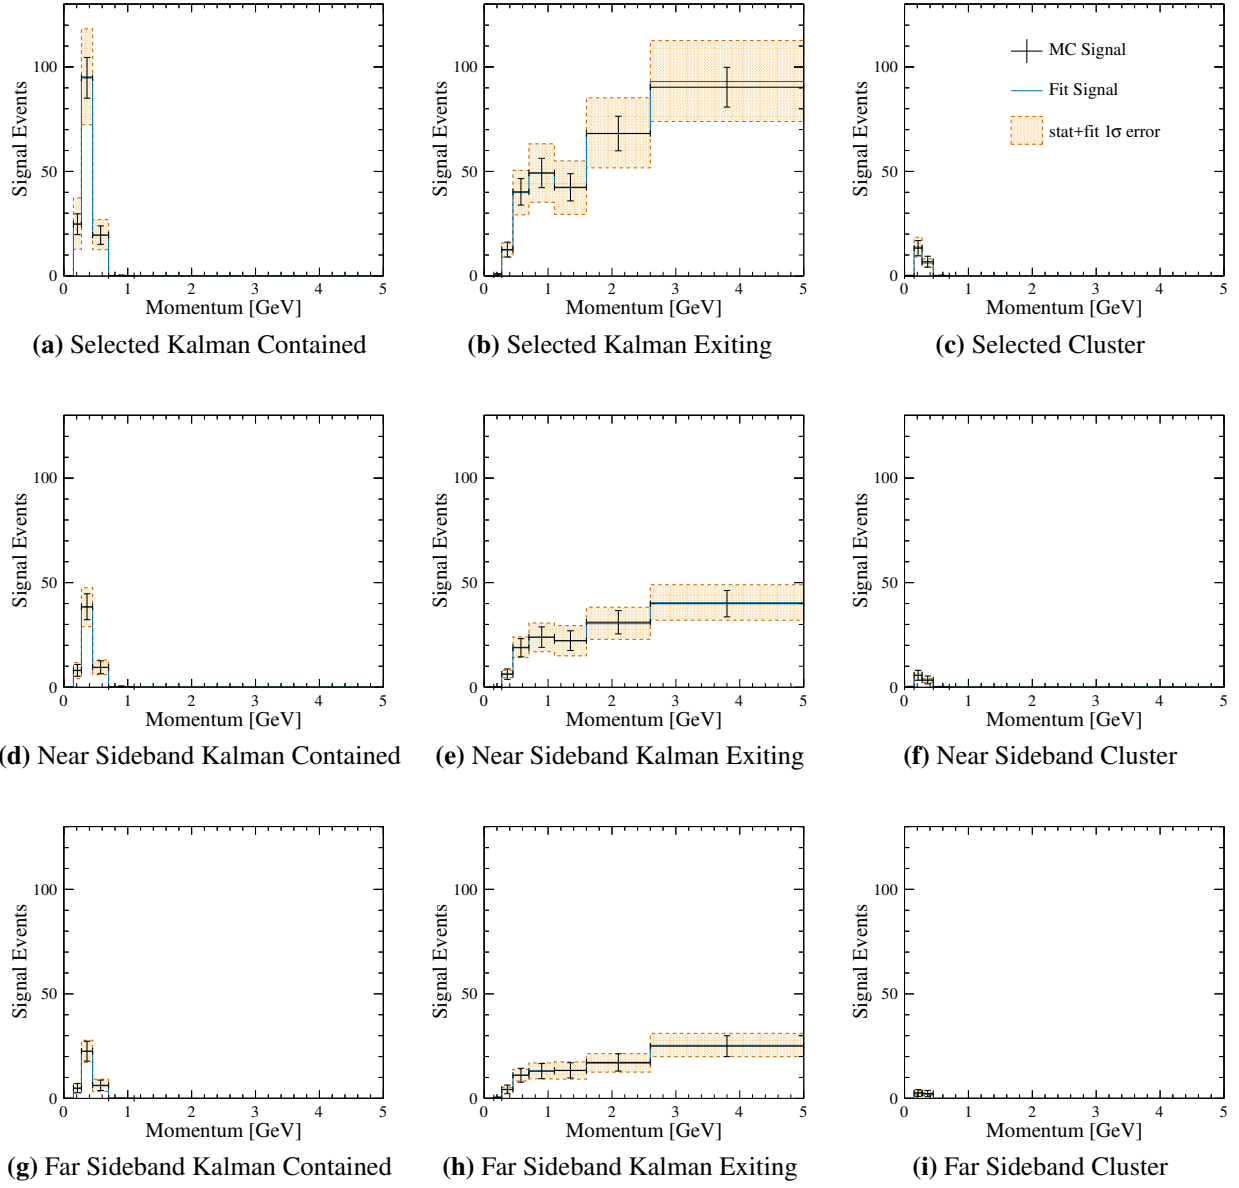 Signal Events
100
50
0
0 1 2 3 4 5
Momentum [GeV]
(a) Selected Kalman Contained
Signal Events
100
50
0
0 1 2 3 4 5
Momentum [GeV]
(b) Selected Kalman Exiting
Signal Events
100
50
0
0 1 2 3 4 5
Momentum [GeV]
MC Signal
Fit Signal
stat+fit 1σ error
(c) Selected Cluster
Signal Events
100
50
0
0 1 2 3 4 5
Momentum [GeV]
(d) Near Sideband Kalman Contained
Signal Events
100
50
0
0 1 2 3 4 5
Momentum [GeV]
(e) Near Sideband Kalman Exiting
Signal Events
100
50
0
0 1 2 3 4 5
Momentum [GeV]
(f) Near Sideband Cluster
Signal Events
100
50
0
0 1 2 3 4 5
Momentum [GeV]
(g) Far Sideband Kalman Contained
Signal Events
100
50
0
0 1 2 3 4 5
Momentum [GeV]
(h) Far Sideband Kalman Exiting
Signal Events
100
50
0
0 1 2 3 4 5
Momentum [GeV]
(i) Far Sideband Cluster